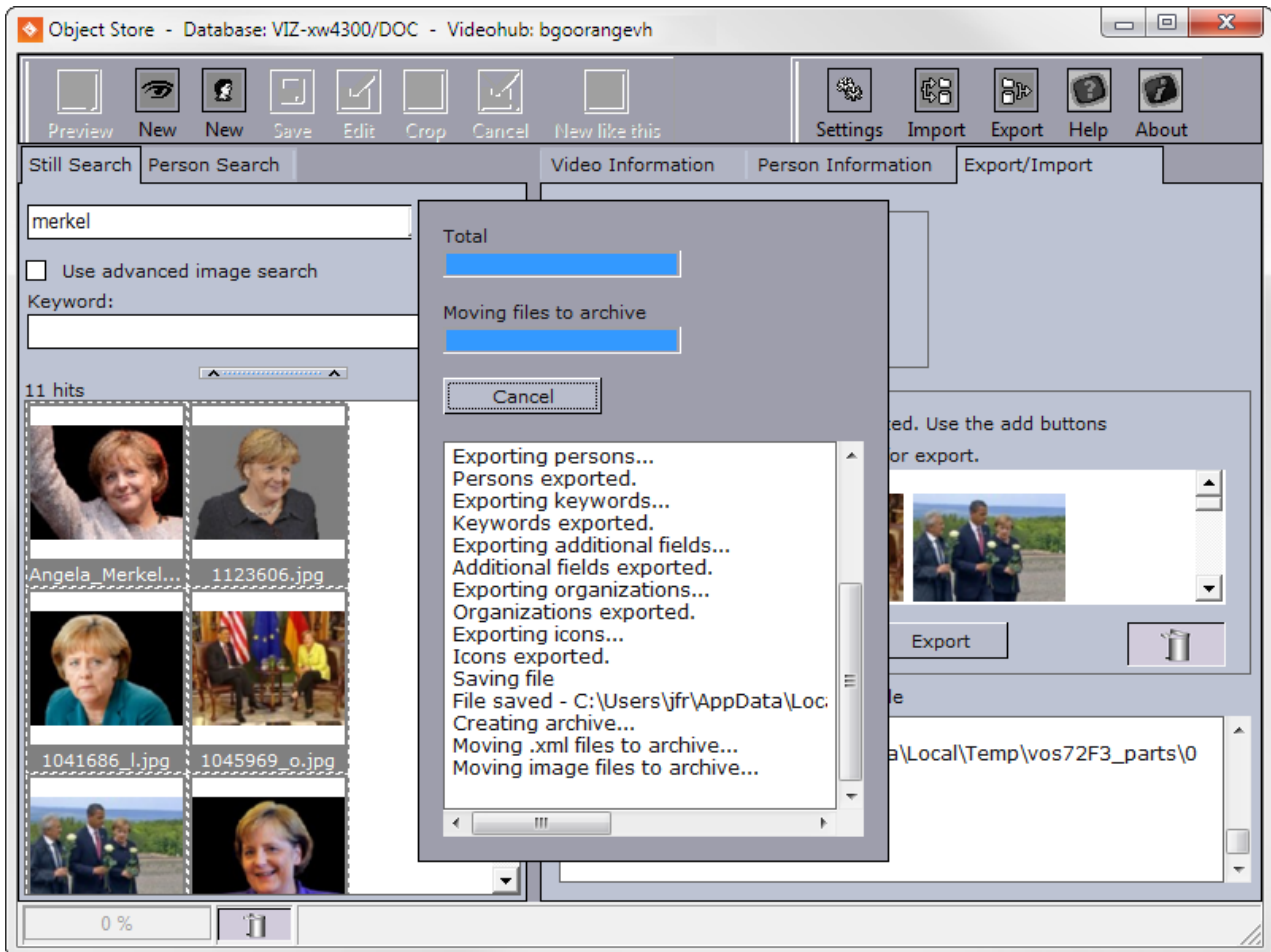 Object Store - Database: VIZ-xw4300/DOC - Videohub: bgoorangevh
Preview New New Save Edit Crop Cancel New like this Settings Import Export Help About
Still Search Person Search Video Information Person Information Export/Import
merkel
Use advanced image search
Keyword:
11 hits
Angela_Merkel... 1123606.jpg
1041686_l.jpg 1045969_o.jpg
Total
Moving files to archive
Cancel
Exporting persons...
Persons exported.
Exporting keywords...
Keywords exported.
Exporting additional fields...
Additional fields exported.
Exporting organizations...
Organizations exported.
Exporting icons...
Icons exported.
Saving file
File saved - C:\Users\jfr\AppData\Loc
Creating archive...
Moving .xml files to archive...
Moving image files to archive...
ed. Use the add buttons
or export.
Export
le
a\Local\Temp\vos72F3_parts\0
0 %